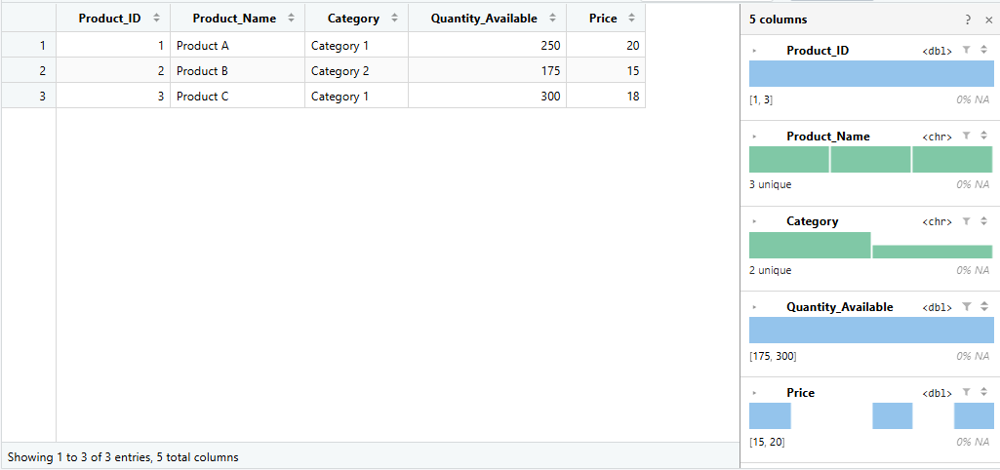 Product_ID Product_Name Category Quantity_Available Price
1 1 Product A Category 1 250 20
2 2 Product B Category 2 175 15
3 3 Product C Category 1 300 18
Showing 1 to 3 of 3 entries, 5 total columns
5 columns ? ×
Product_ID <dbl>
[1, 3] 0% NA
Product_Name <chr>
3 unique 0% NA
Category <chr>
2 unique 0% NA
Quantity_Available <dbl>
[175, 300] 0% NA
Price <dbl>
[15, 20] 0% NA